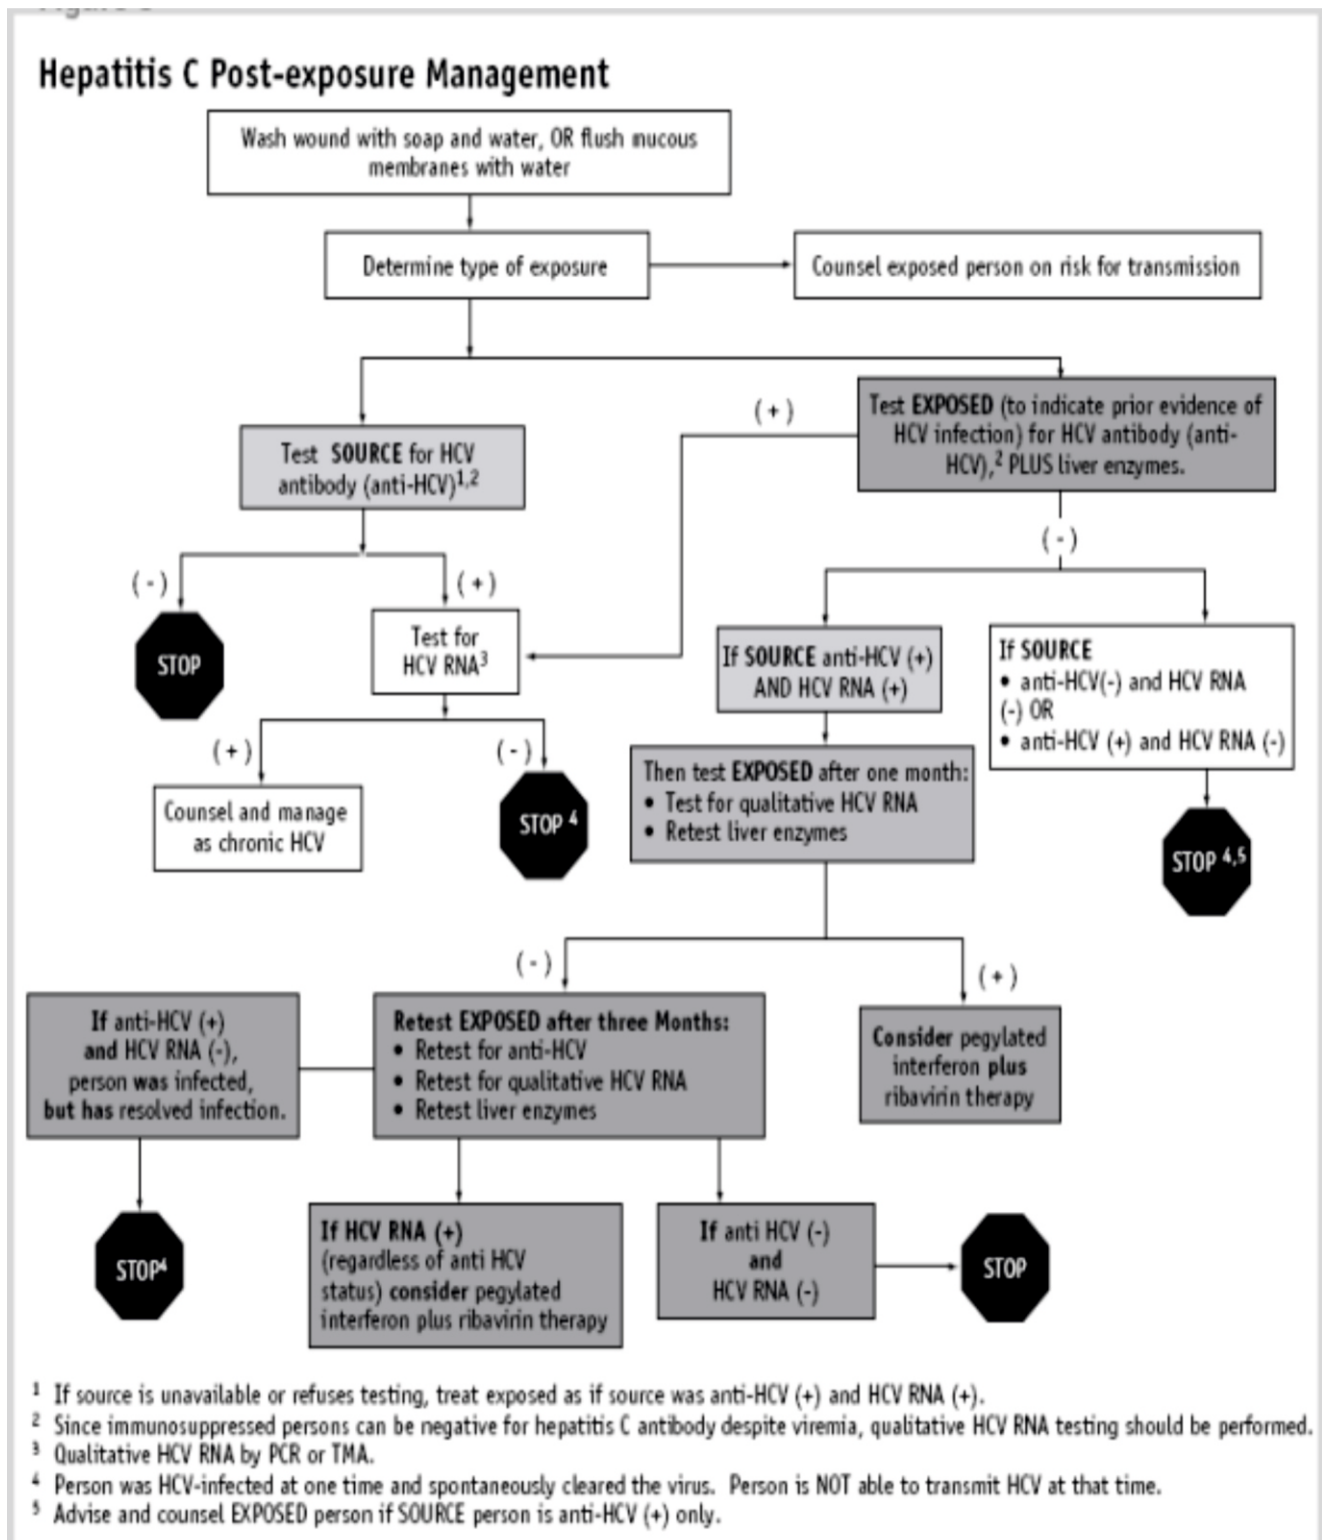 Hepatitis C Post-exposure Management
Wash wound with soap and water, OR flush mucous
membranes with water
Determine type of exposure
Counsel exposed person on risk for transmission
Test SOURCE for HCV
antibody (anti-HCV)1,2
(+)
Test EXPOSED (to indicate prior evidence of
HCV infection) for HCV antibody (anti-
HCV),2 PLUS liver enzymes.
(-)
STOP
(+)
Test for
HCV RNA3
(-)
If SOURCE anti-HCV (+)
AND HCV RNA (+)
If SOURCE
• anti-HCV(-) and HCV RNA
(-) OR
• anti-HCV (+) and HCV RNA (-)
(+)
Counsel and manage
as chronic HCV
(-)
STOP 4
Then test EXPOSED after one month:
• Test for qualitative HCV RNA
• Retest liver enzymes
STOP 4,5
(-)
(+)
If anti-HCV (+)
and HCV RNA (-),
person was infected,
but has resolved infection.
Retest EXPOSED after three Months:
• Retest for anti-HCV
• Retest for qualitative HCV RNA
• Retest liver enzymes
Consider pegylated
interferon plus
ribavirin therapy
STOP4
If HCV RNA (+)
(regardless of anti HCV
status) consider pegylated
interferon plus ribavirin therapy
If anti HCV (-)
and
HCV RNA (-)
STOP
1 If source is unavailable or refuses testing, treat exposed as if source was anti-HCV (+) and HCV RNA (+).
2 Since immunosuppressed persons can be negative for hepatitis C antibody despite viremia, qualitative HCV RNA testing should be performed.
3 Qualitative HCV RNA by PCR or TMA.
4 Person was HCV-infected at one time and spontaneously cleared the virus. Person is NOT able to transmit HCV at that time.
5 Advise and counsel EXPOSED person if SOURCE person is anti-HCV (+) only.